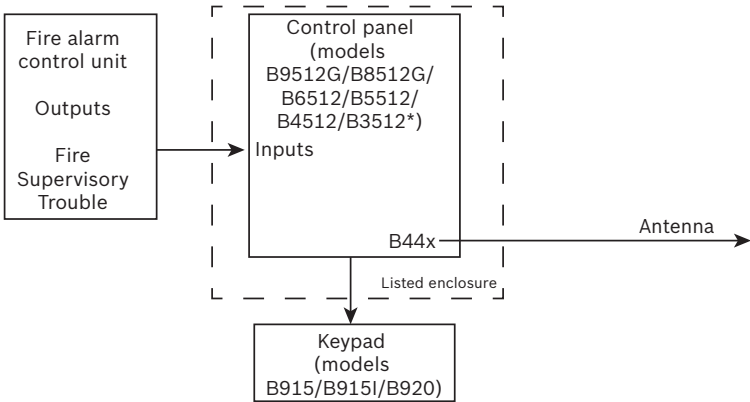 Fire alarm
control unit
Outputs
Fire
Supervisory
Trouble
Control panel
(models
B9512G/B8512G/
B6512/B5512/
B4512/B3512*)
Inputs
B44x
Antenna
Listed enclosure
Keypad
(models
B915/B915I/B920)